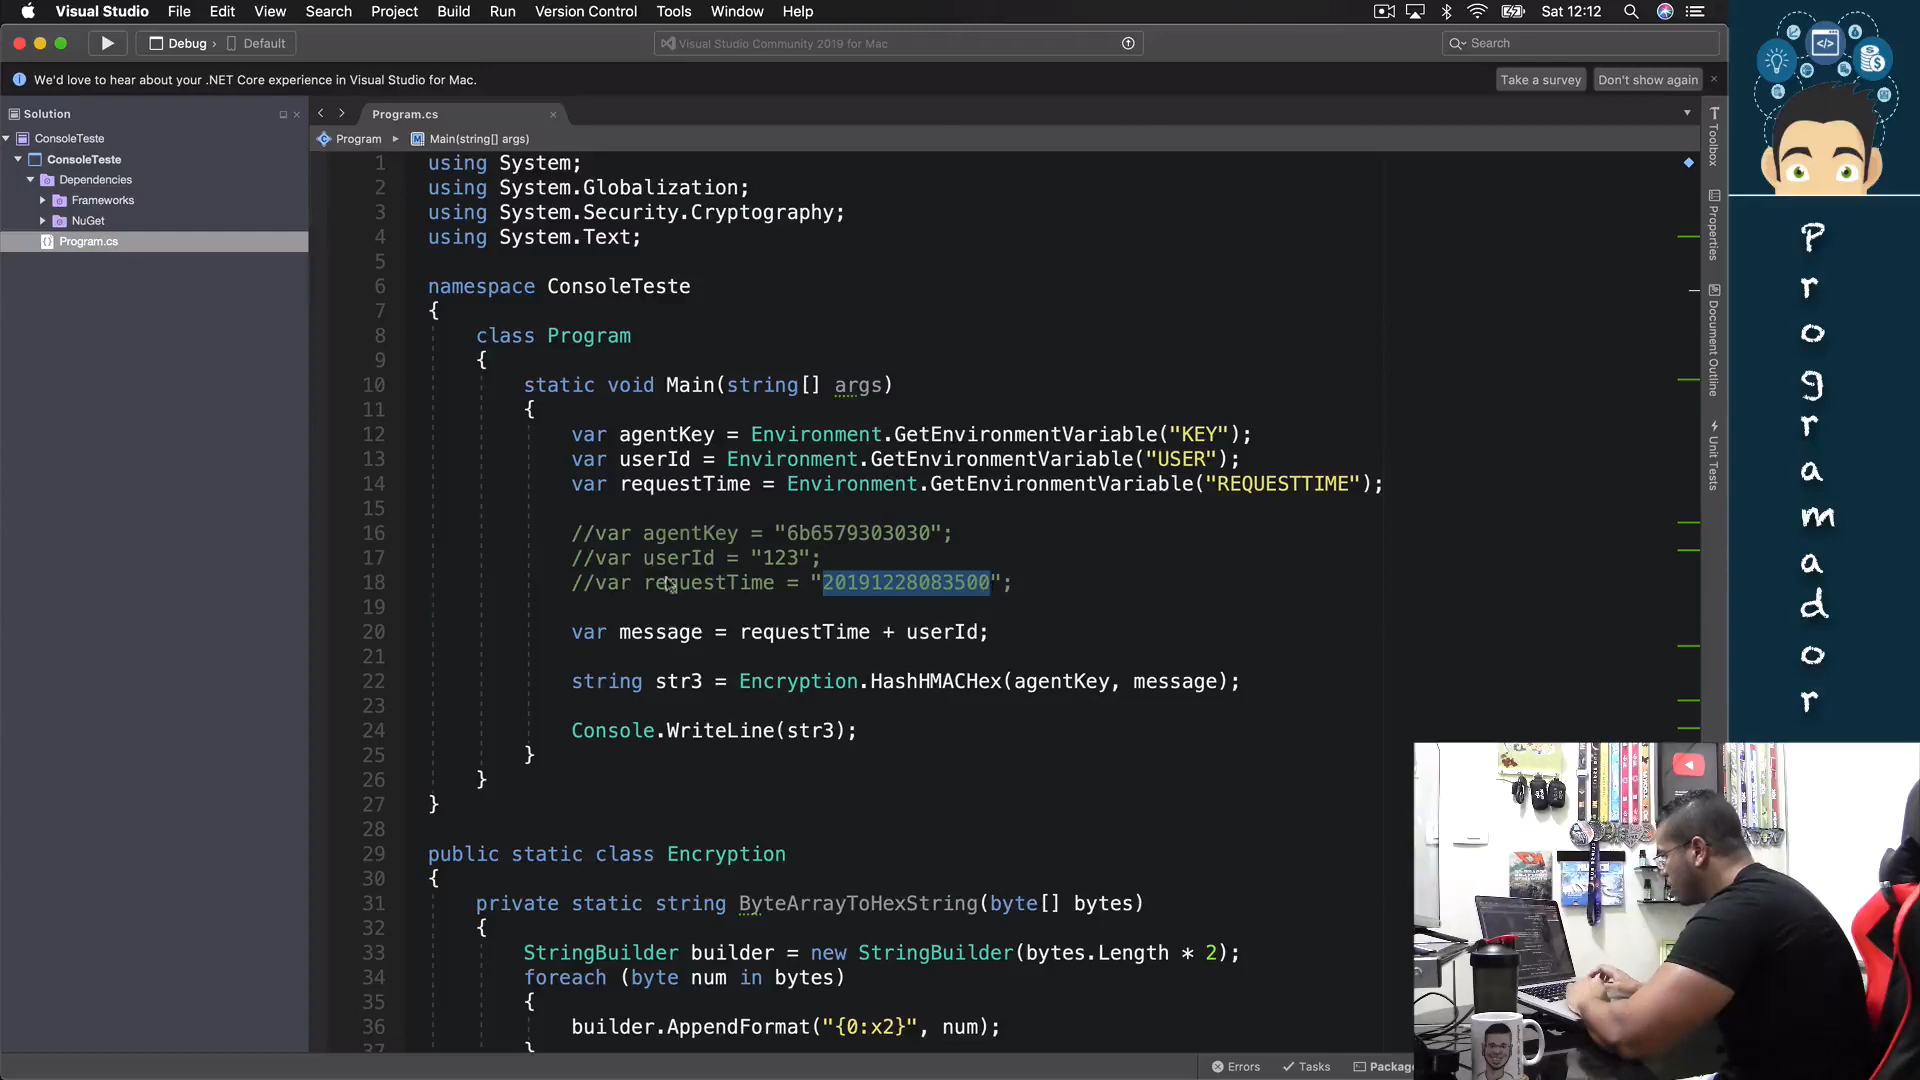 Visual Studio File Edit View Search Project Build Run Version Control Tools Window Help Sat 12:12
Debug › Default Visual Studio Community 2019 for Mac Search
We'd love to hear about your .NET Core experience in Visual Studio for Mac. Take a survey Don't show again ×
Solution
ConsoleTeste
ConsoleTeste
Dependencies
Frameworks
NuGet
Program.cs
Program.cs ×
Program ▸ Main(string[] args)
1 using System;
2 using System.Globalization;
3 using System.Security.Cryptography;
4 using System.Text;
5
6 namespace ConsoleTeste
7 {
8 class Program
9 {
10 static void Main(string[] args)
11 {
12 var agentKey = Environment.GetEnvironmentVariable("KEY");
13 var userId = Environment.GetEnvironmentVariable("USER");
14 var requestTime = Environment.GetEnvironmentVariable("REQUESTTIME");
15
16 //var agentKey = "6b6579303030";
17 //var userId = "123";
18 //var requestTime = "20191228083500";
19
20 var message = requestTime + userId;
21
22 string str3 = Encryption.HashHMACHex(agentKey, message);
23
24 Console.WriteLine(str3);
25 }
26 }
27 }
28
29 public static class Encryption
30 {
31 private static string ByteArrayToHexString(byte[] bytes)
32 {
33 StringBuilder builder = new StringBuilder(bytes.Length * 2);
34 foreach (byte num in bytes)
35 {
36 builder.AppendFormat("{0:x2}", num);
37 }
Toolbox
Properties
Document Outline
Unit Tests
Errors Tasks Packag
</>
P
r
o
g
r
a
m
a
d
o
r